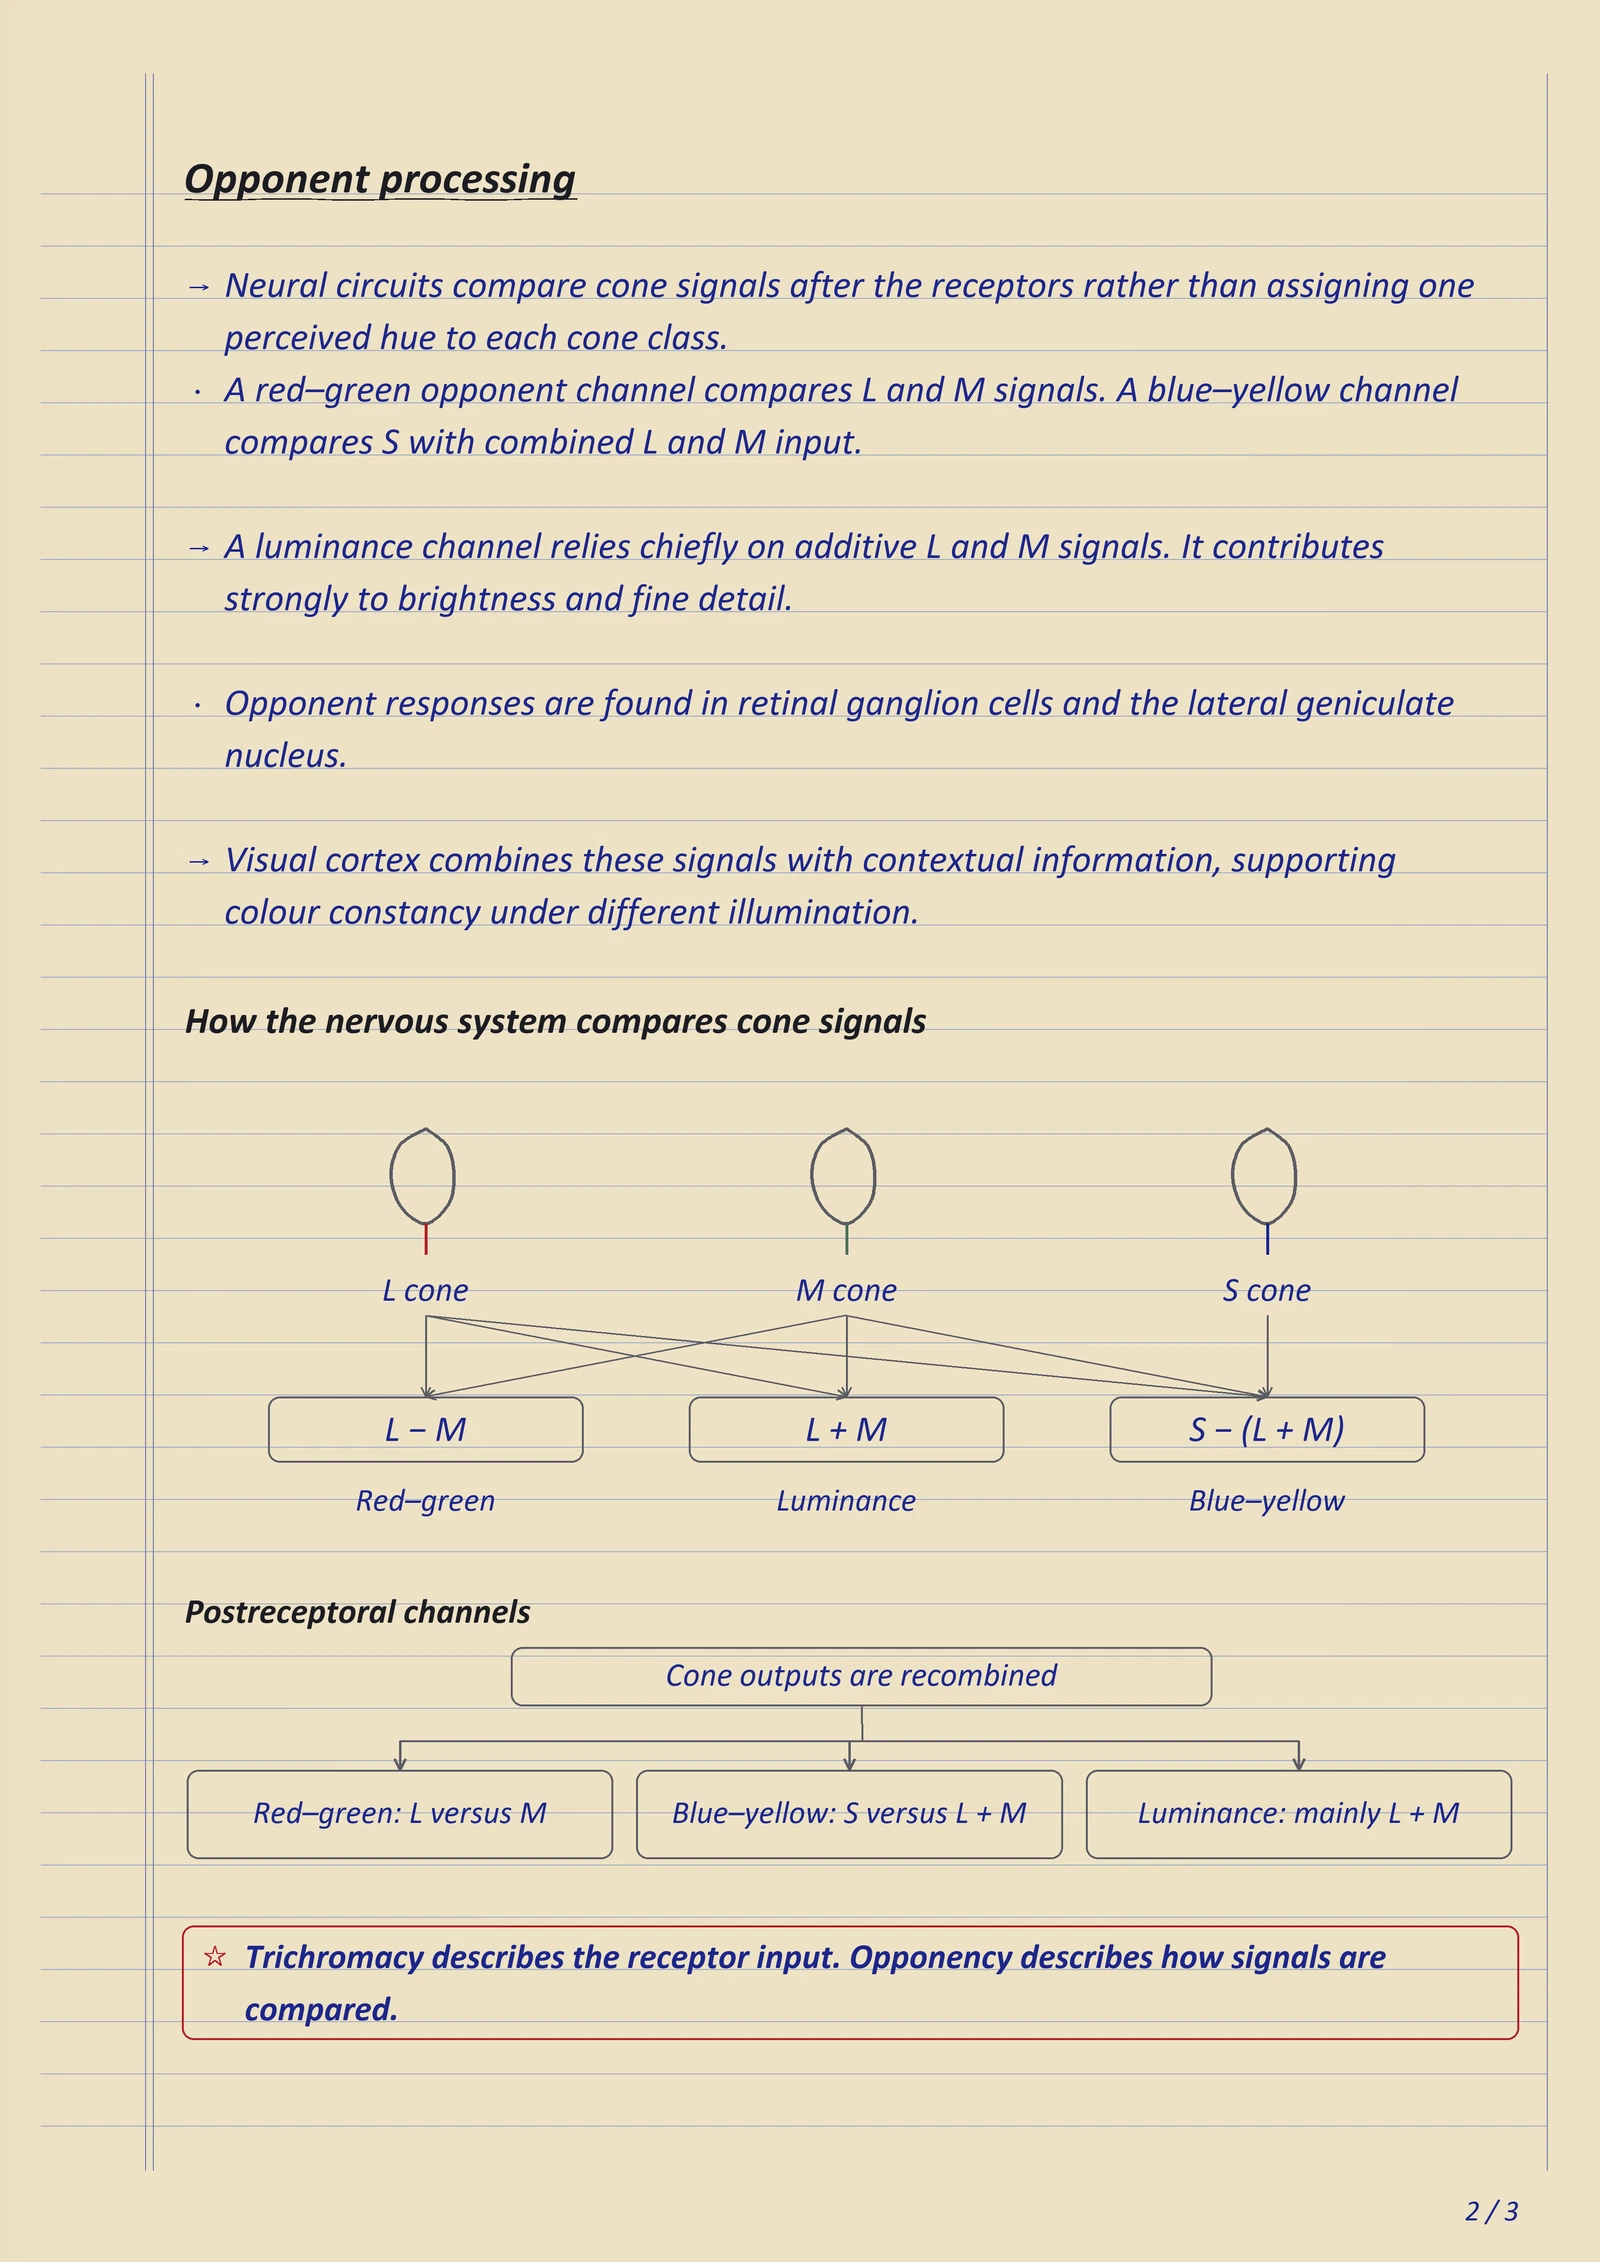 Opponent processing
→ Neural circuits compare cone signals after the receptors rather than assigning one
perceived hue to each cone class.
· A red–green opponent channel compares L and M signals. A blue–yellow channel
compares S with combined L and M input.
→ A luminance channel relies chiefly on additive L and M signals. It contributes
strongly to brightness and fine detail.
· Opponent responses are found in retinal ganglion cells and the lateral geniculate
nucleus.
→ Visual cortex combines these signals with contextual information, supporting
colour constancy under different illumination.
How the nervous system compares cone signals
L cone M cone S cone
L − M L + M S − (L + M)
Red–green Luminance Blue–yellow
Postreceptoral channels
Cone outputs are recombined
Red–green: L versus M Blue–yellow: S versus L + M Luminance: mainly L + M
☆ Trichromacy describes the receptor input. Opponency describes how signals are
compared.
2 / 3